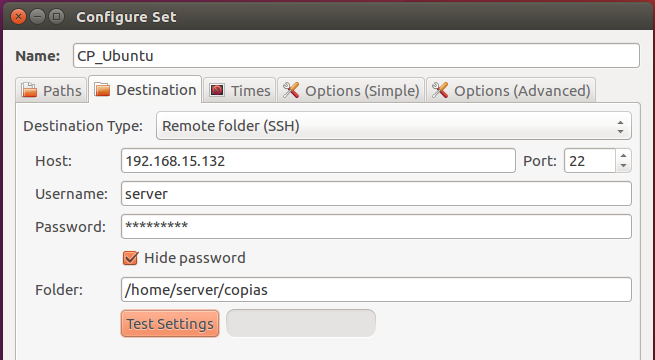 Configure Set
Name: CP_Ubuntu
Paths Destination Times Options (Simple) Options (Advanced)
Destination Type: Remote folder (SSH)
Host: 192.168.15.132 Port: 22
Username: server
Password: *********
Hide password
Folder: /home/server/copias
Test Settings